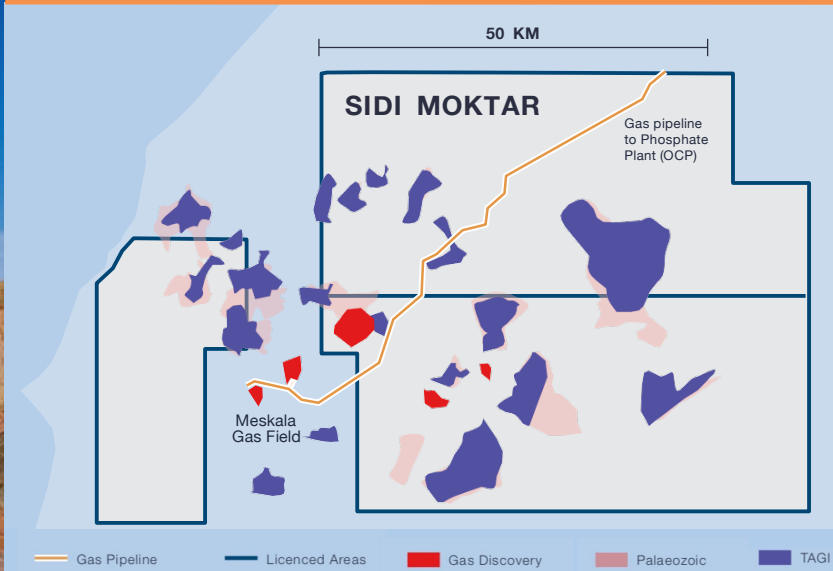 50 KM
SIDI MOKTAR
Gas pipeline
to Phosphate
Plant (OCP)
Meskala
Gas Field
Gas Pipeline
Licenced Areas
Gas Discovery
Palaeozoic
TAGI